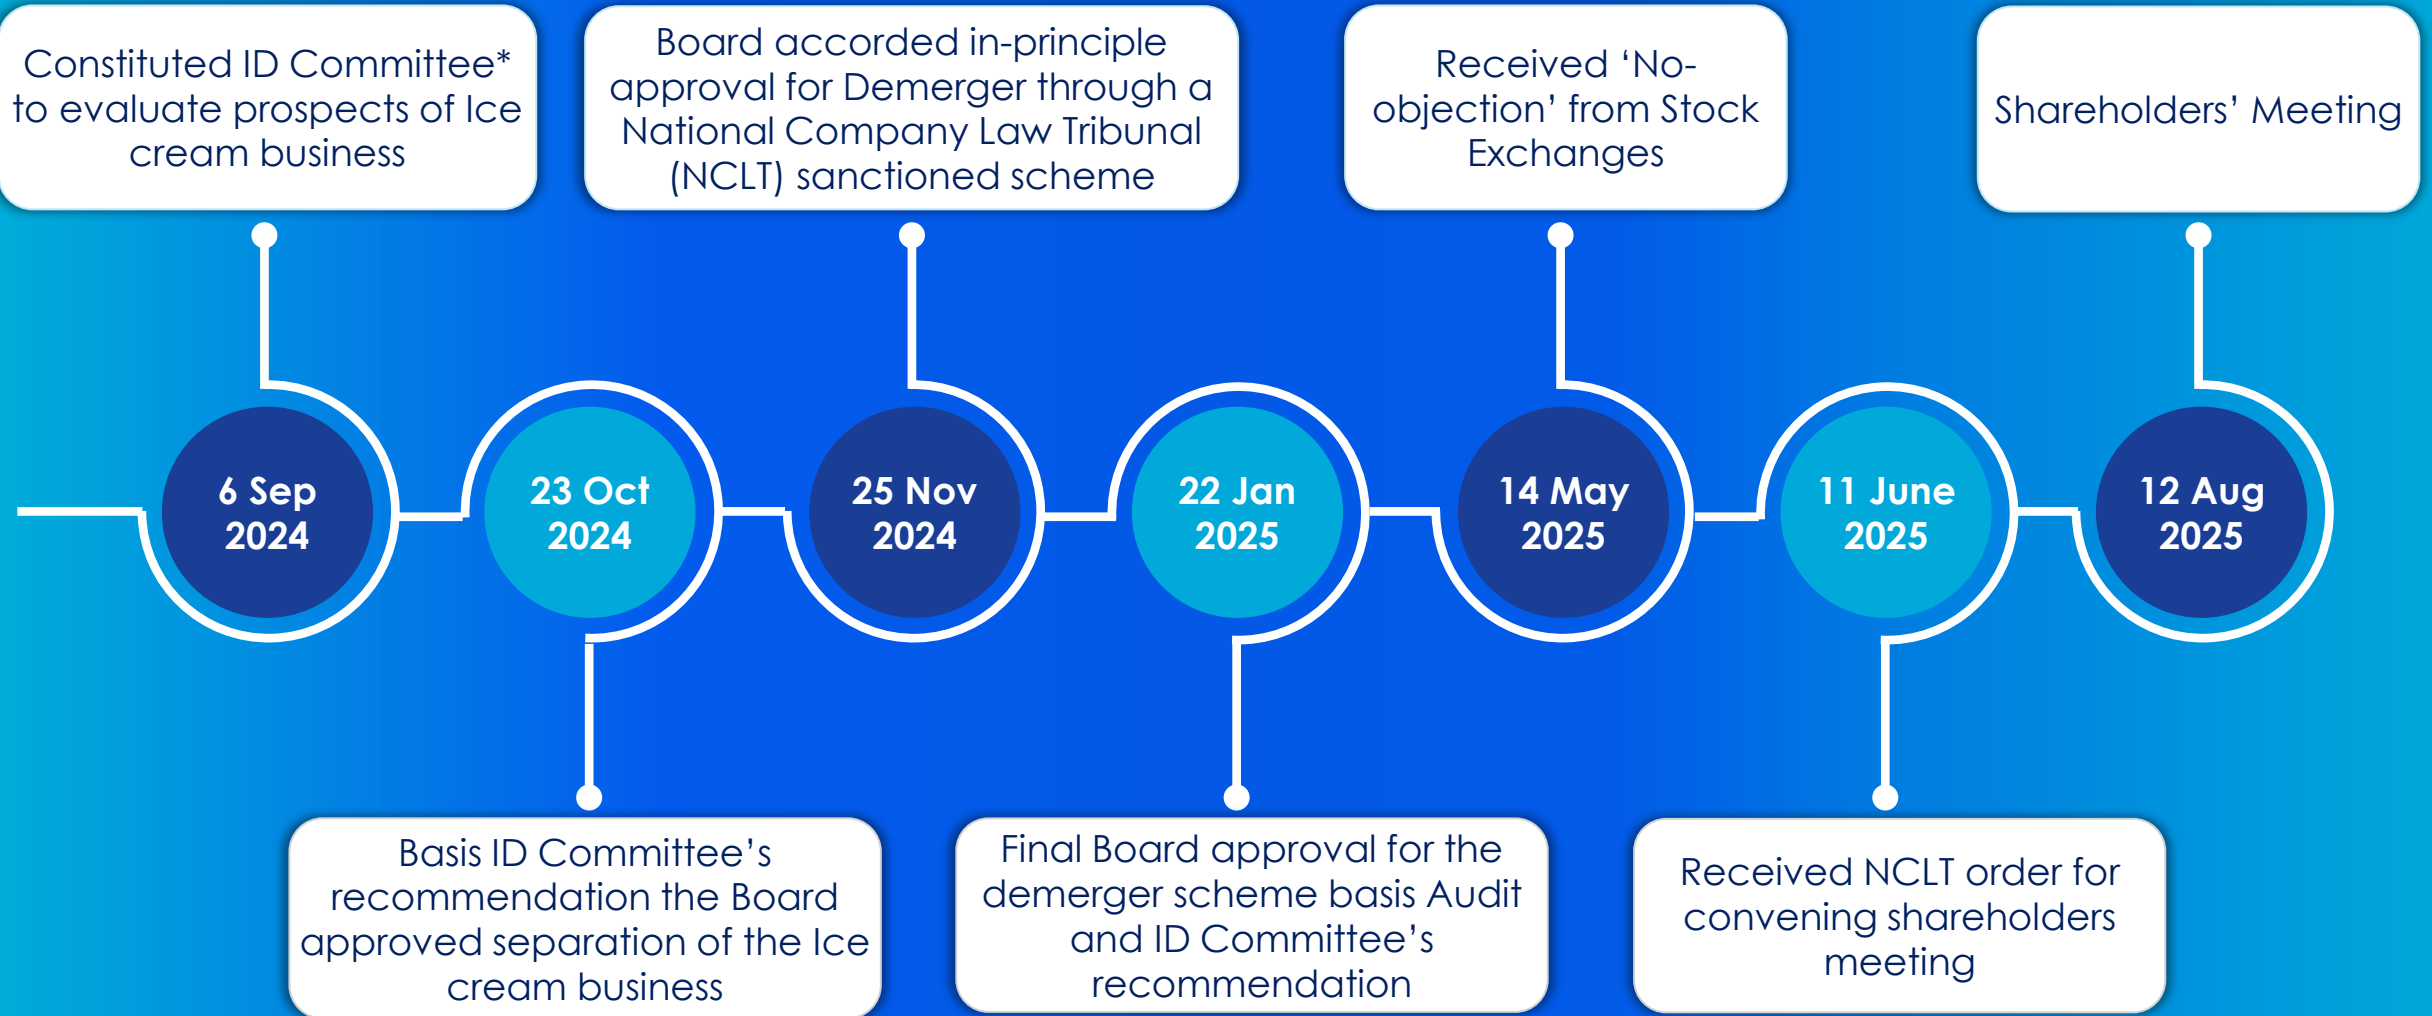 Constituted ID Committee*
to evaluate prospects of Ice
cream business
Board accorded in-principle
approval for Demerger through a
National Company Law Tribunal
(NCLT) sanctioned scheme
Received ‘No-
objection’ from Stock
Exchanges
Shareholders’ Meeting
6 Sep
2024
23 Oct
2024
25 Nov
2024
22 Jan
2025
14 May
2025
11 June
2025
12 Aug
2025
Basis ID Committee’s
recommendation the Board
approved separation of the Ice
cream business
Final Board approval for the
demerger scheme basis Audit
and ID Committee’s
recommendation
Received NCLT order for
convening shareholders
meeting